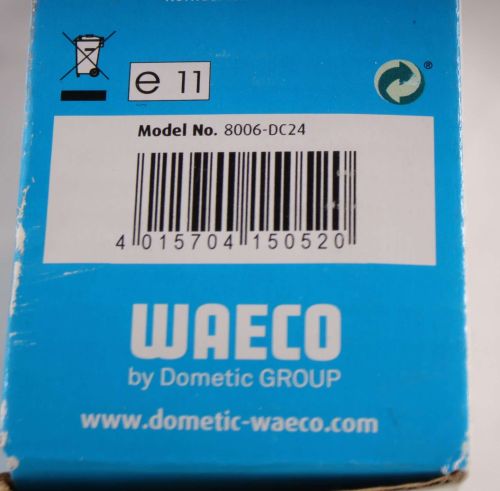 e 11
®
Model No. 8006-DC24
4 015704 150520
WAECO
by Dometic GROUP
www.dometic-waeco.com